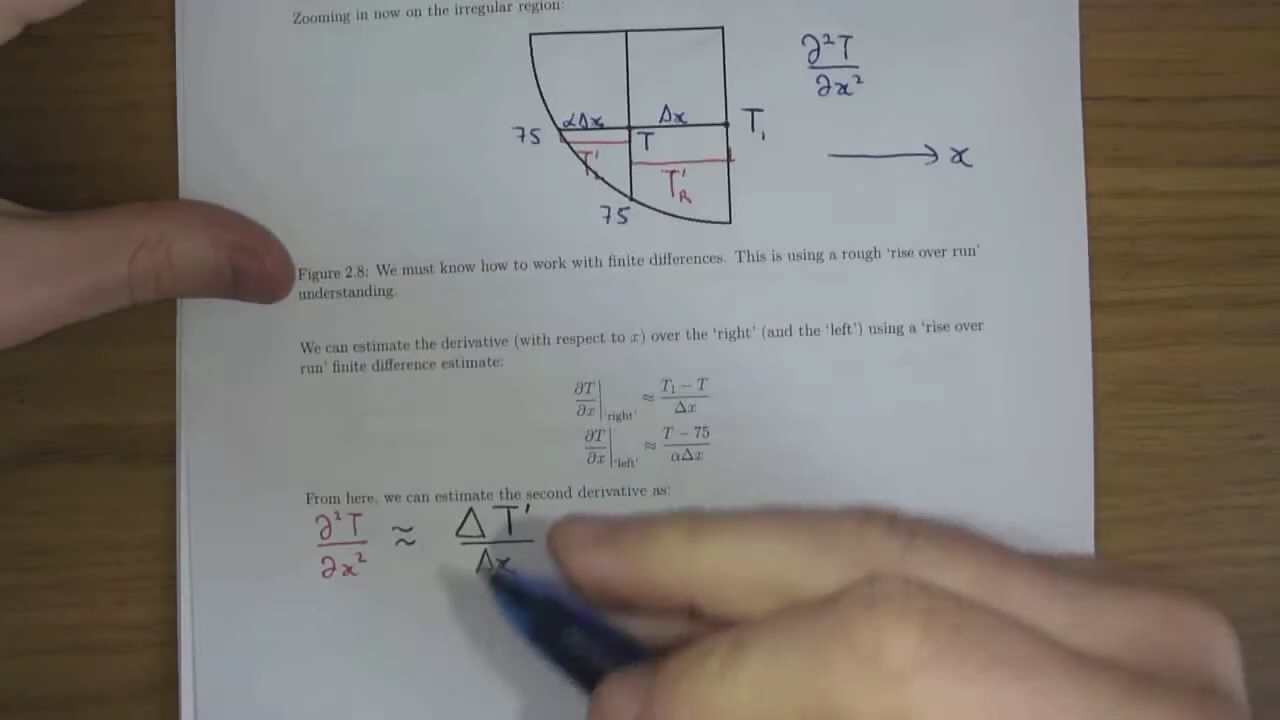 Zooming in now on the irregular region:
∂²T
∂x²
αΔx Δx
75 T T₁
→ x
T'L T'R
75
Figure 2.8: We must know how to work with finite differences. This is using a rough ‘rise over run’
understanding.
We can estimate the derivative (with respect to x) over the ‘right’ (and the ‘left’) using a ‘rise over
run’ finite difference estimate:
∂T/∂x|‘right’ ≈ T₁ − T/Δx
∂T/∂x|‘left’ ≈ T − 75/αΔx
From here, we can estimate the second derivative as:
∂²T/∂x² ≈ ΔT'/Δx